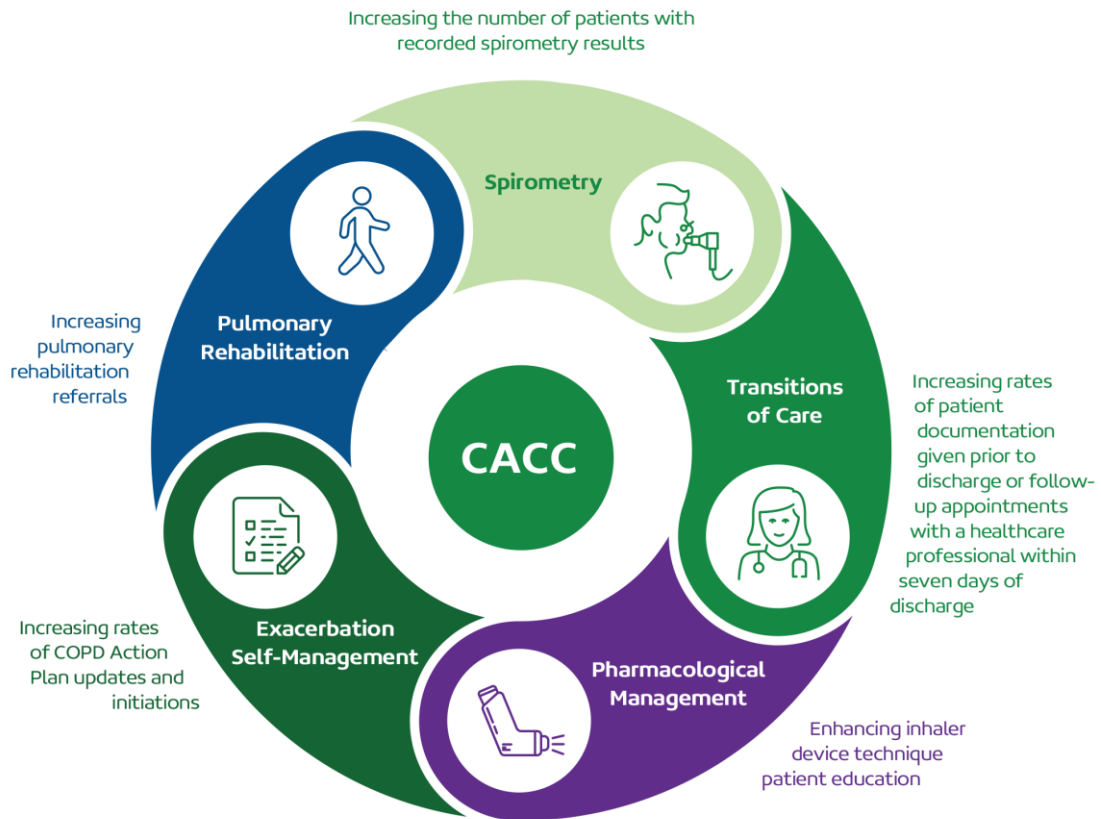 Increasing the number of patients with
recorded spirometry results
Spirometry
Pulmonary
Rehabilitation
Increasing
pulmonary
rehabilitation
referrals
Transitions
of Care
Increasing rates
of patient
documentation
given prior to
discharge or follow-
up appointments
with a healthcare
professional within
seven days of
discharge
CACC
Exacerbation
Self-Management
Increasing rates
of COPD Action
Plan updates and
initiations
Pharmacological
Management
Enhancing inhaler
device technique
patient education